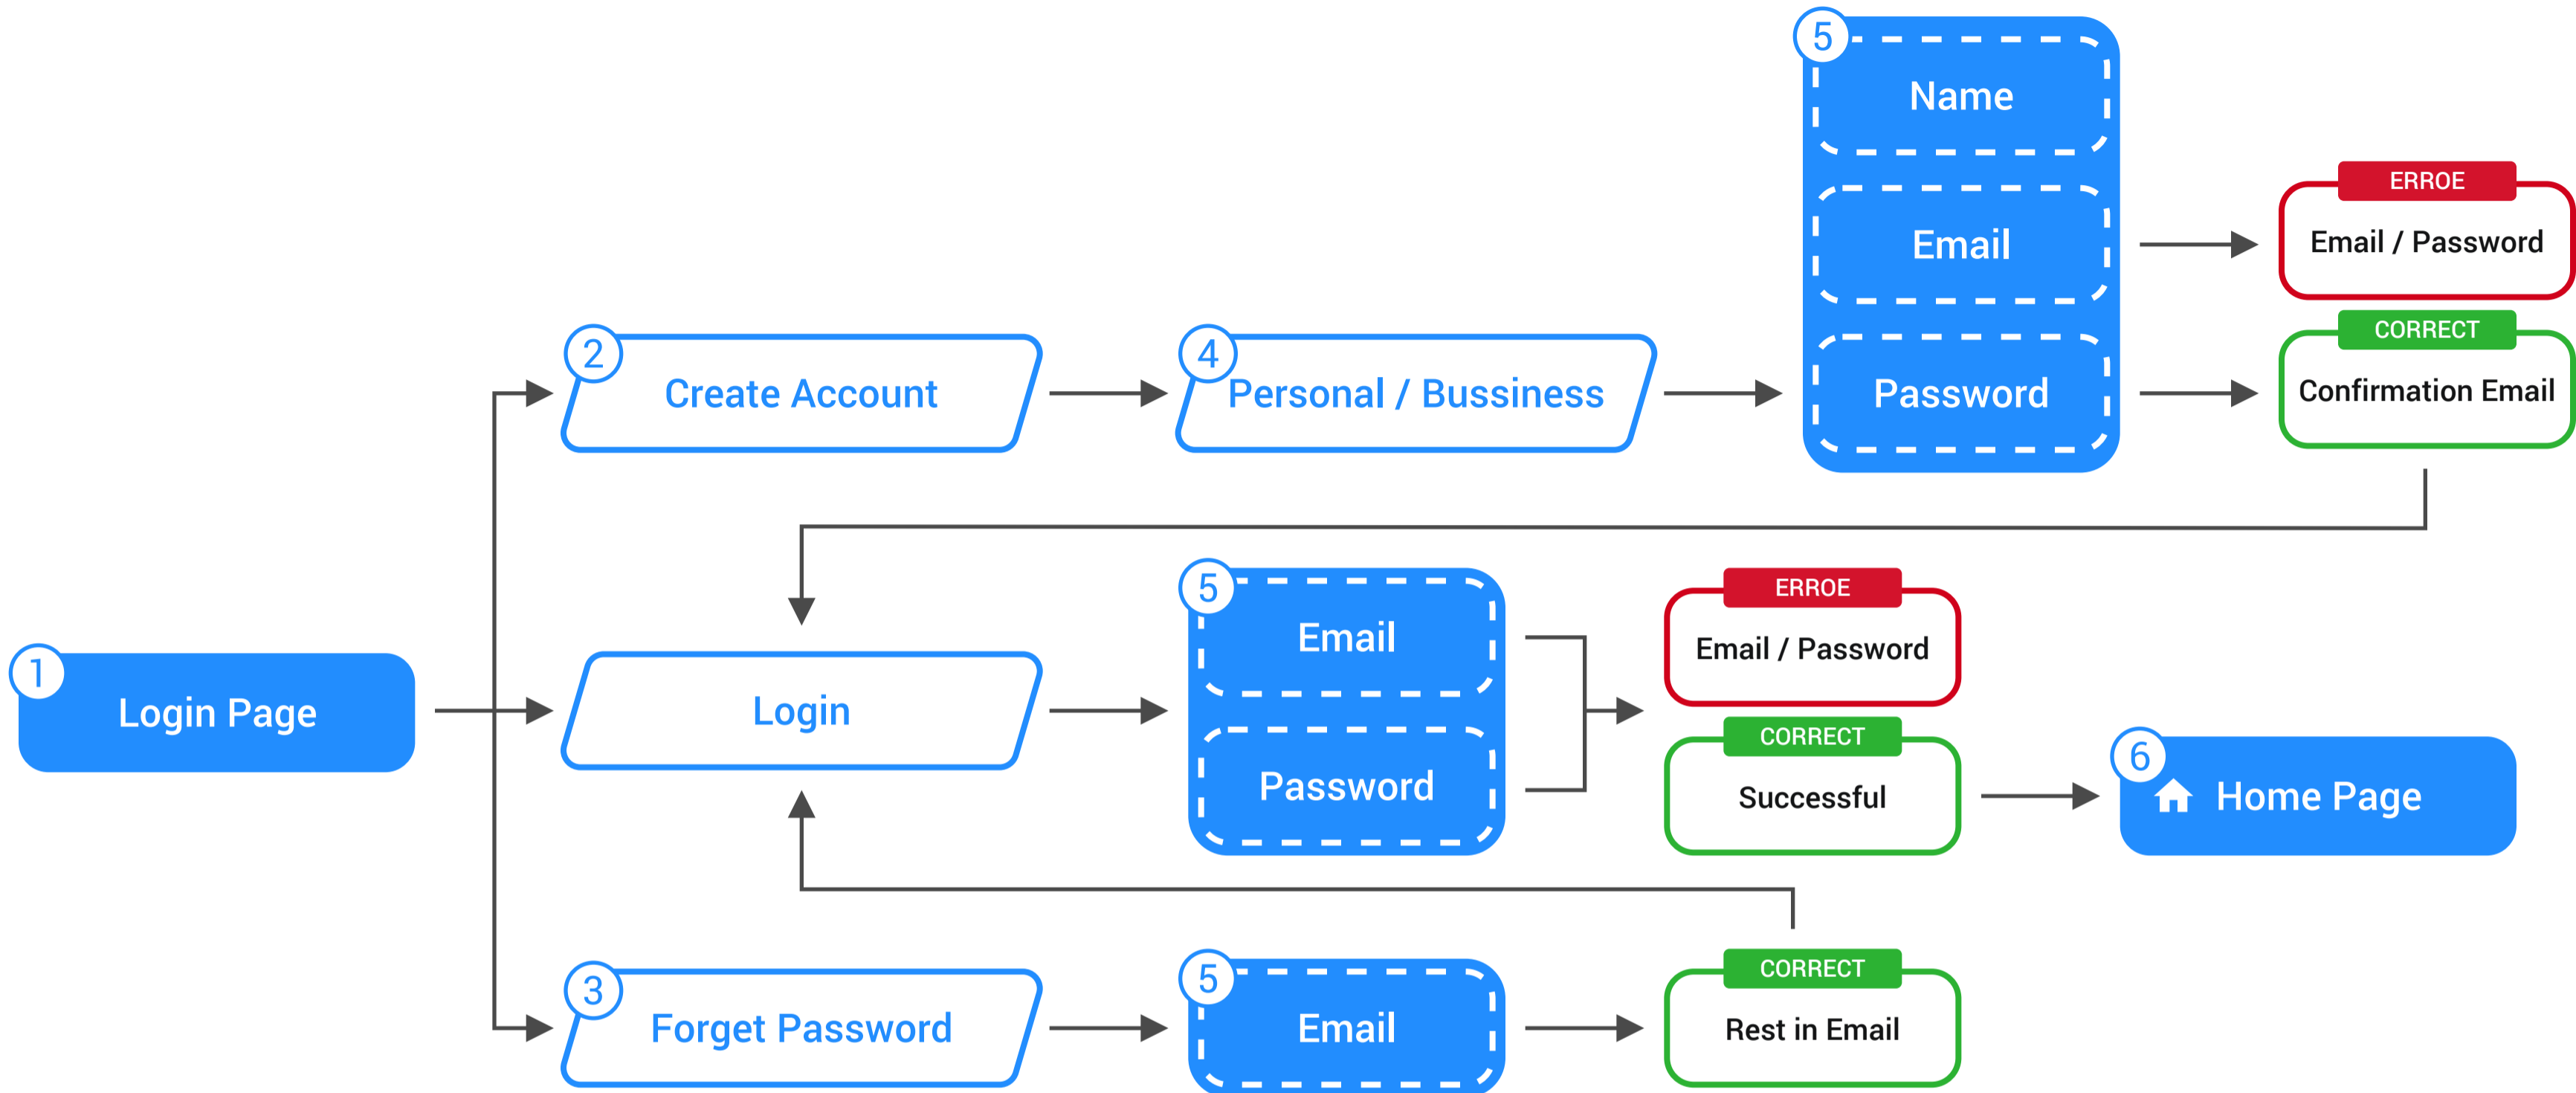 5
Name
Email
Password
ERROE
Email / Password
CORRECT
Confirmation Email
2
Create Account
4
Personal / Bussiness
1
Login Page
Login
5
Email
Password
ERROE
Email / Password
CORRECT
Successful
6
Home Page
3
Forget Password
5
Email
CORRECT
Rest in Email